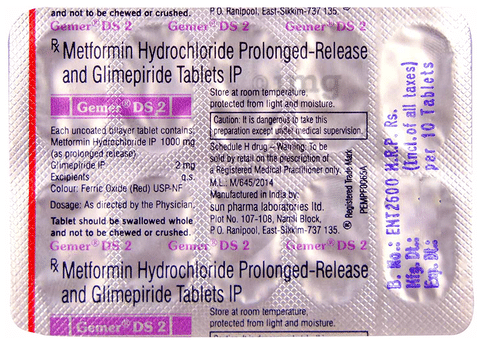 and not to be chewed or crushed.
P.O. Ranipool, East-Sikkim-737 135.
Gemer® DS 2 Gemer® DS 2 Gemer® DS 2
Rx Metformin Hydrochloride Prolonged-Release
and Glimepiride Tablets IP
Gemer® DS 2
Each uncoated bilayer tablet contains:
Metformin Hydrochloride IP 1000 mg
(as prolonged release)
Glimepiride IP 2 mg
Excipients q.s.
Colour: Ferric Oxide (Red) USP-NF
Dosage: As directed by the Physician.
Tablet should be swallowed whole
and not to be chewed or crushed.
Store at room temperature,
protected from light and moisture.
Caution: It is dangerous to take this
preparation except under medical supervision.
Schedule H drug – Warning: To be
sold by retail on the prescription of
a Registered Medical Practitioner only.
M.L.: M/645/2014
Manufactured in India by:
sun pharma laboratories ltd.
Plot No. 107-108, Namli Block,
P.O. Ranipool, East-Sikkim-737 135.
® Registered Trade Mark
B. No.: ENT2600 M.R.P. Rs.
Mfg. Dt.: (Incl. of all taxes)
Exp. Dt.: per 10 Tablets
Gemer® DS 2 Gemer® DS 2 Gemer® DS 2
Rx Metformin Hydrochloride Prolonged-Release
and Glimepiride Tablets IP
Gemer® DS 2
Store at room temperature,
protected from light and moisture.